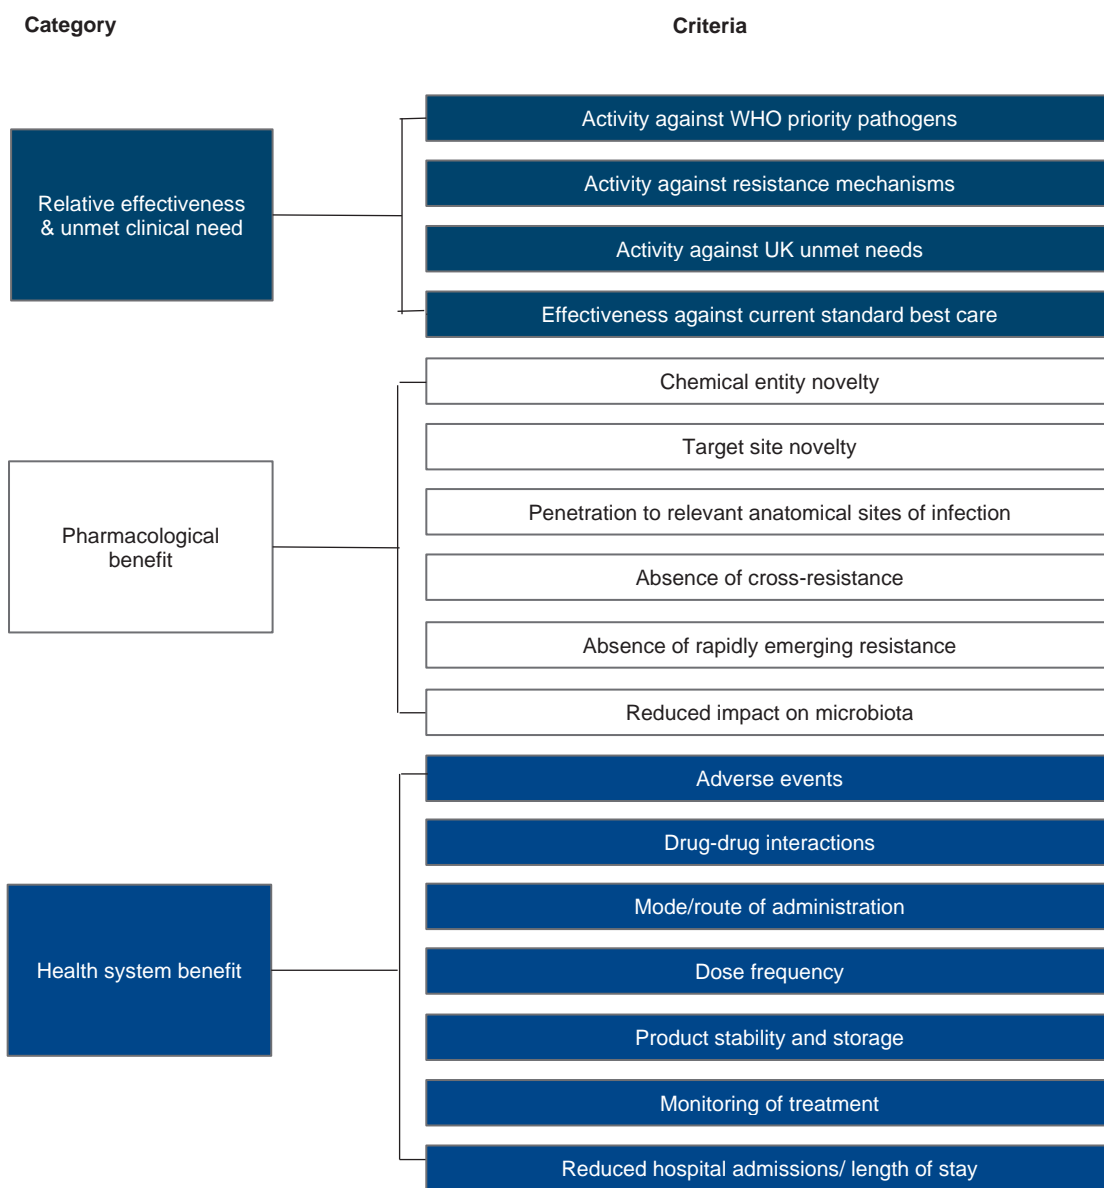 Category
Criteria
Relative effectiveness
& unmet clinical need
Activity against WHO priority pathogens
Activity against resistance mechanisms
Activity against UK unmet needs
Effectiveness against current standard best care
Pharmacological
benefit
Chemical entity novelty
Target site novelty
Penetration to relevant anatomical sites of infection
Absence of cross-resistance
Absence of rapidly emerging resistance
Reduced impact on microbiota
Health system benefit
Adverse events
Drug-drug interactions
Mode/route of administration
Dose frequency
Product stability and storage
Monitoring of treatment
Reduced hospital admissions/ length of stay